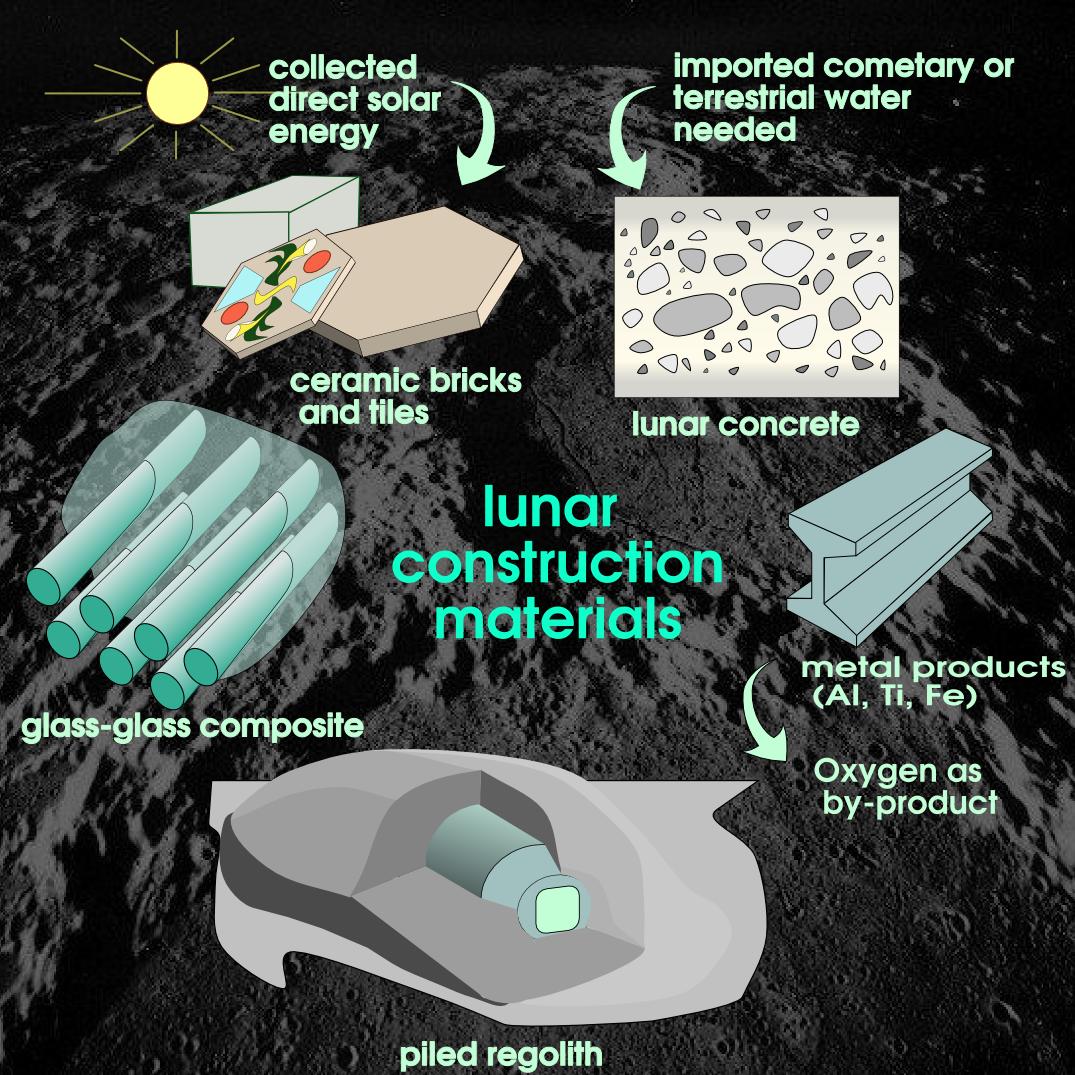 collected
direct solar
energy
imported cometary or
terrestrial water
needed
ceramic bricks
and tiles
lunar concrete
lunar
construction
materials
metal products
(Al, Ti, Fe)
glass-glass composite
Oxygen as
by-product
piled regolith